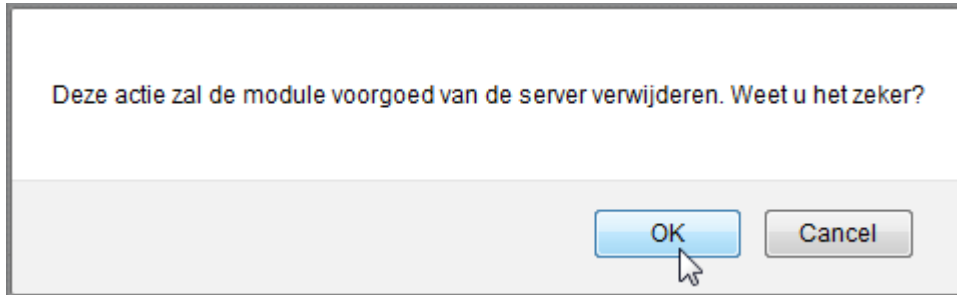 Deze actie zal de module voorgoed van de server verwijderen. Weet u het zeker?
OK
Cancel